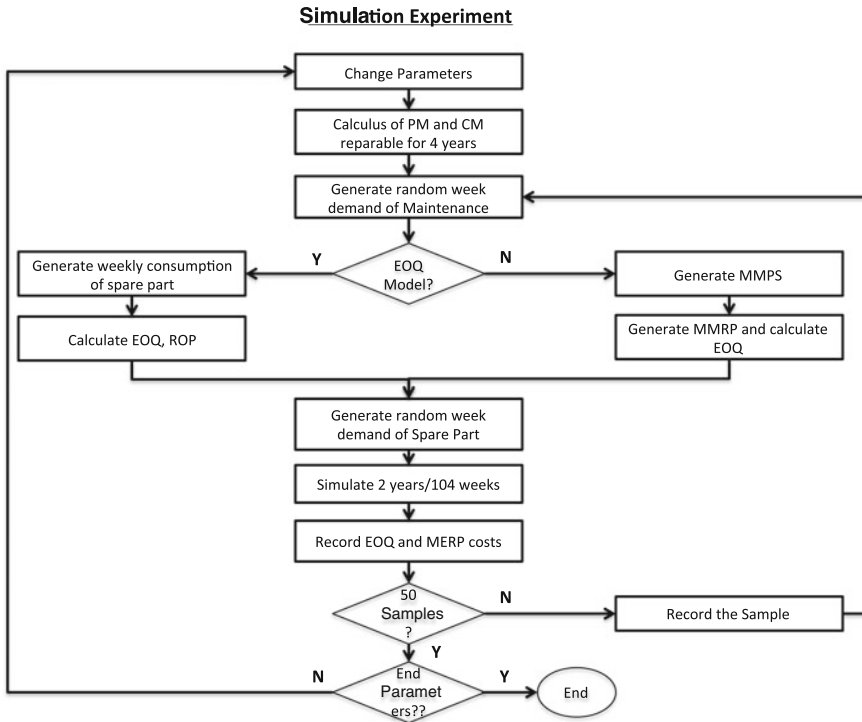 Simulation Experiment
Change Parameters
Calculus of PM and CM
reparable for 4 years
Generate random week
demand of Maintenance
Y
EOQ
Model?
N
Generate weekly consumption
of spare part
Generate MMPS
Calculate EOQ, ROP
Generate MMRP and calculate
EOQ
Generate random week
demand of Spare Part
Simulate 2 years/104 weeks
Record EOQ and MERP costs
50
Samples
?
N
Record the Sample
Y
N
End
Paramet
ers??
Y
End